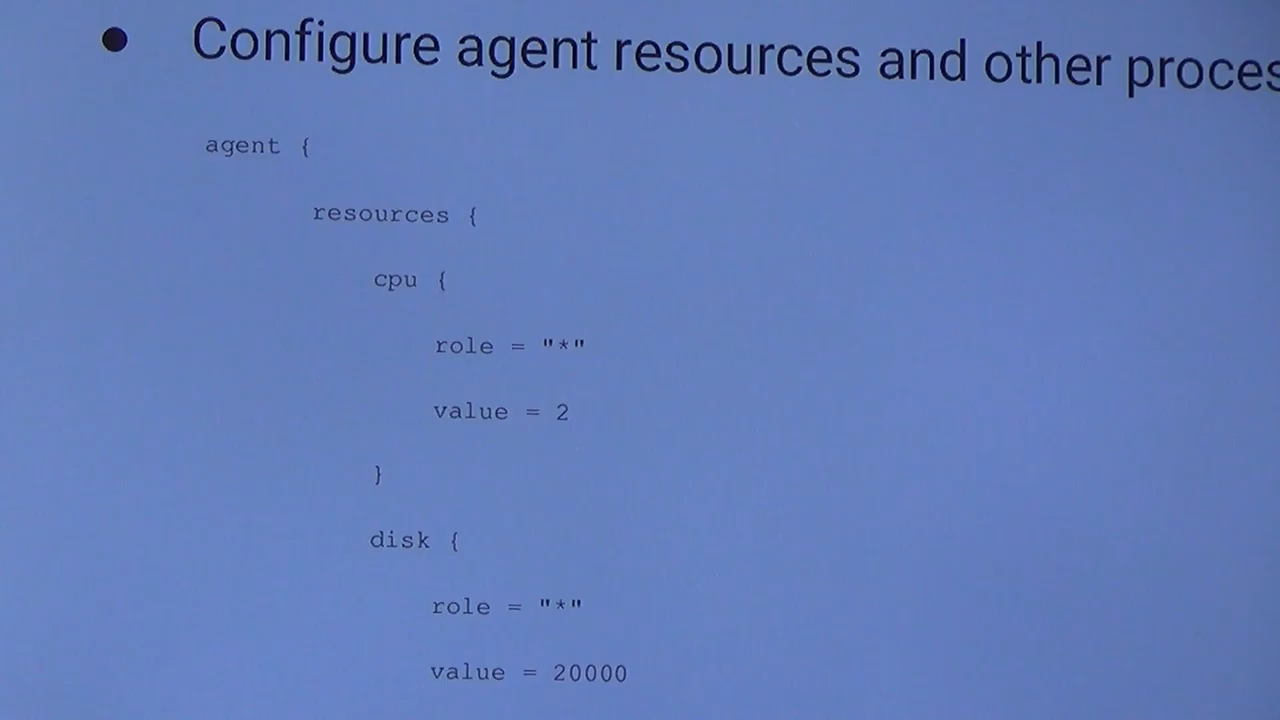 ● Configure agent resources and other proces
agent {
resources {
cpu {
role = "*"
value = 2
}
disk {
role = "*"
value = 20000